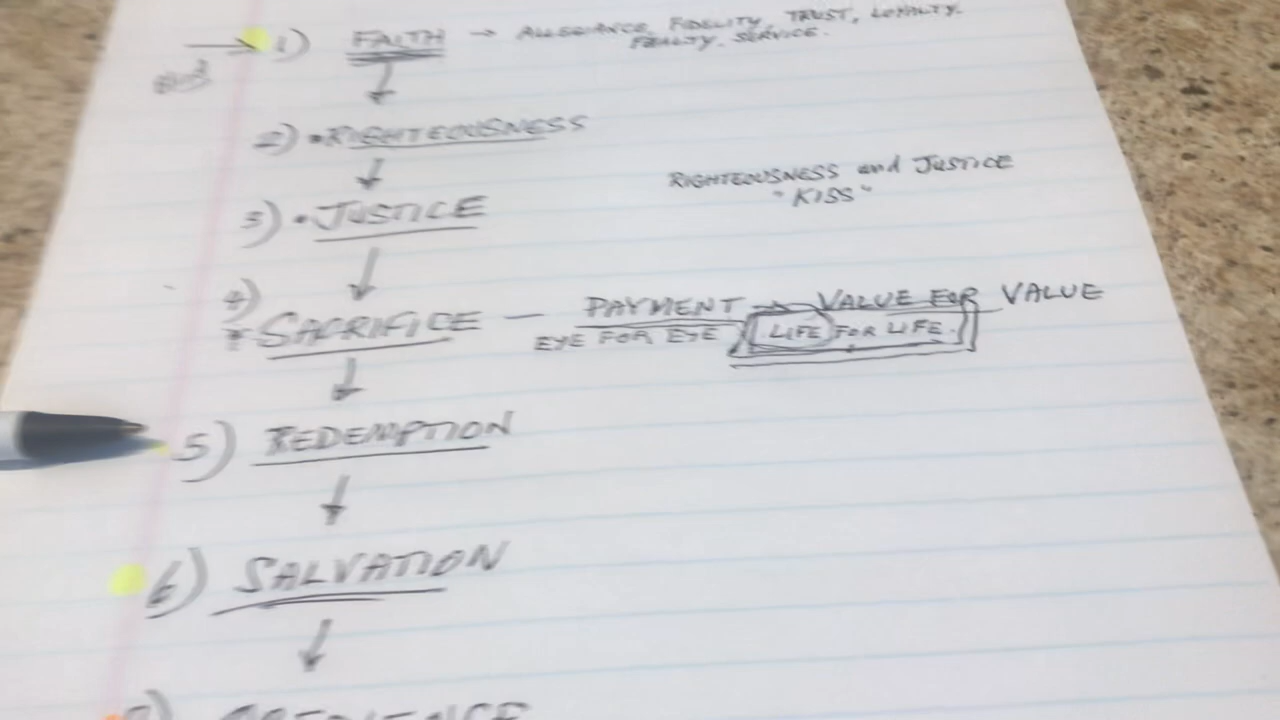 1) FAITH → ALLEGIANCE, FIDELITY, TRUST, LOYALTY.
FEALTY, SERVICE.
2) •RIGHTEOUSNESS
RIGHTEOUSNESS and JUSTICE
"KISS"
3) •JUSTICE
4)
*SACRIFICE — PAYMENT → VALUE FOR VALUE
EYE FOR EYE LIFE FOR LIFE.
5) REDEMPTION
6) SALVATION